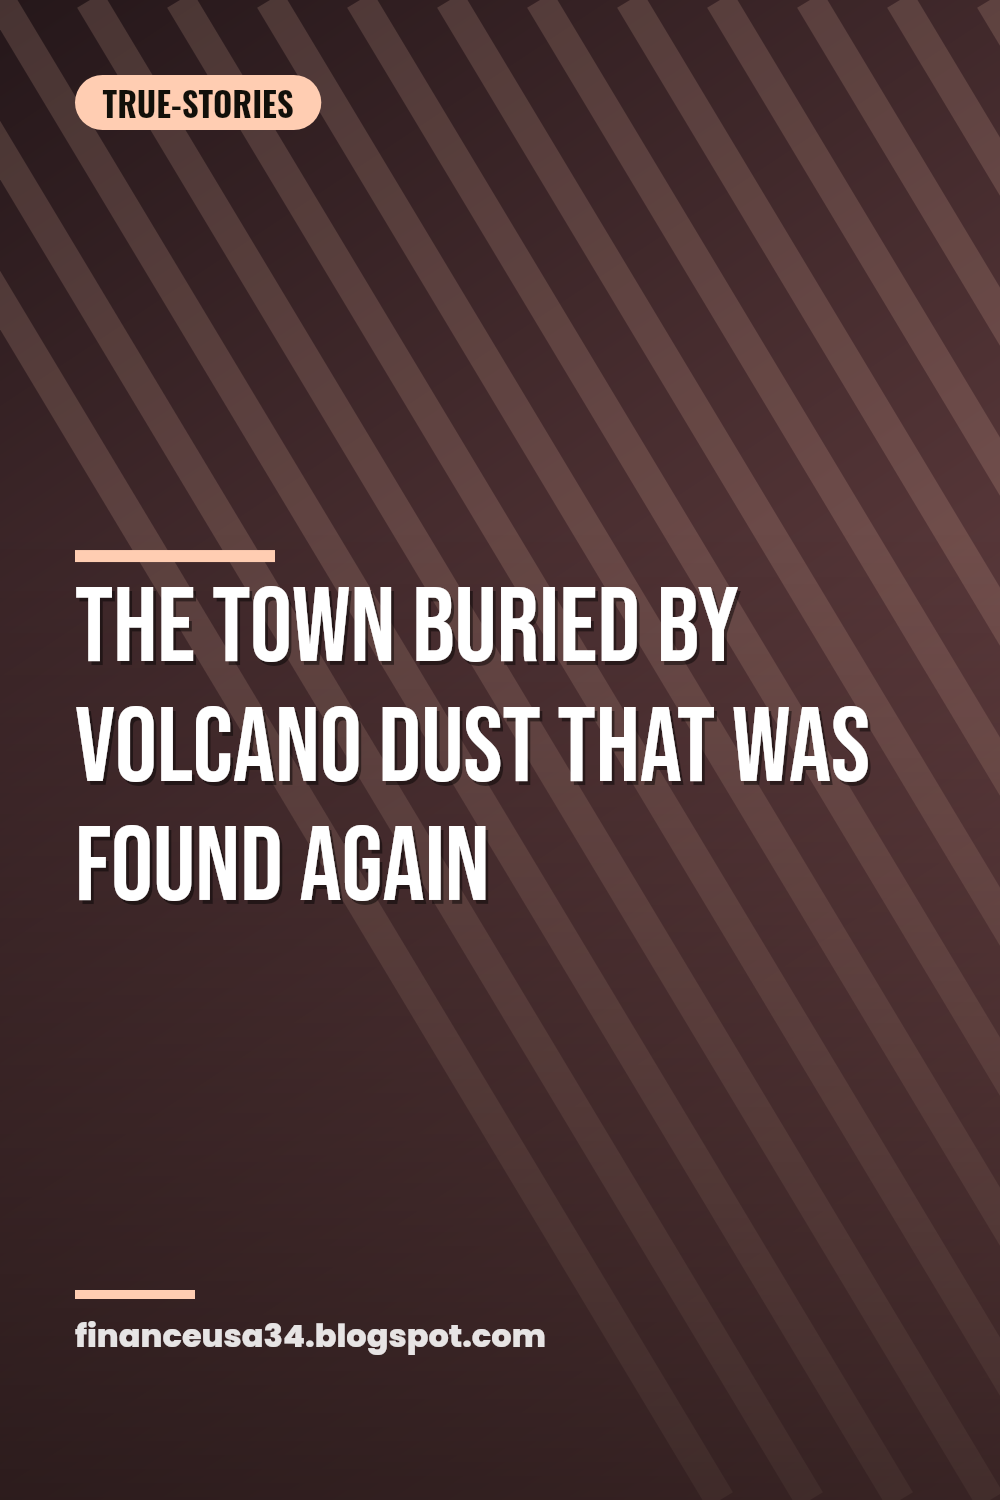 TRUE-STORIES
THE TOWN BURIED BY
VOLCANO DUST THAT WAS
FOUND AGAIN
financeusa34.blogspot.com